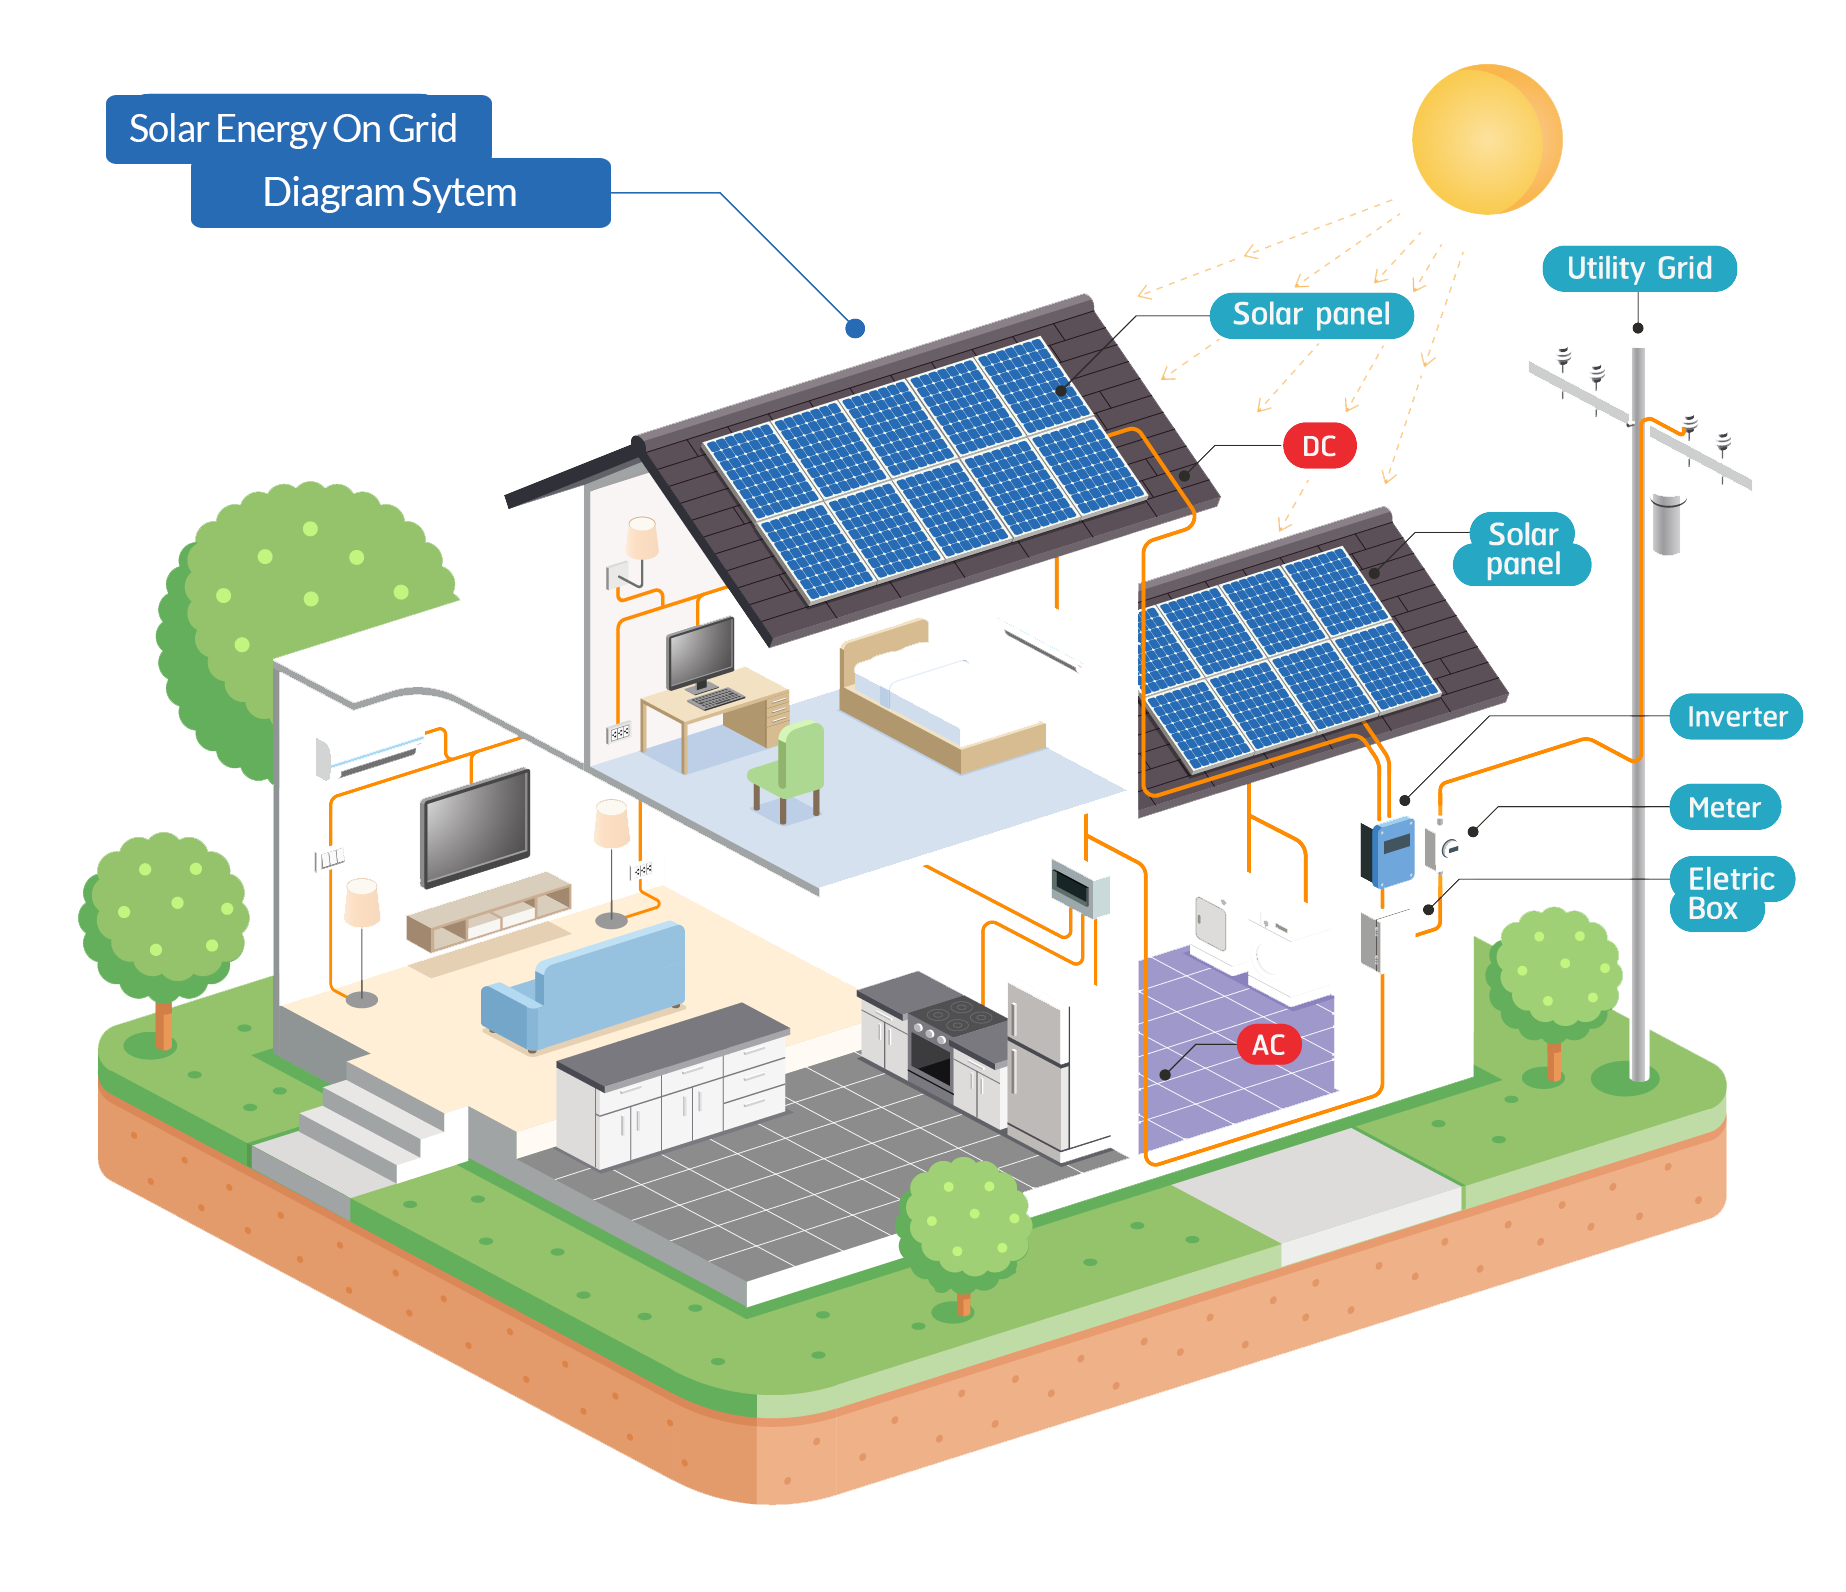 Solar Energy On Grid
Diagram Sytem
Utility Grid
Solar panel
DC
Solar
panel
Inverter
Meter
Eletric
Box
AC